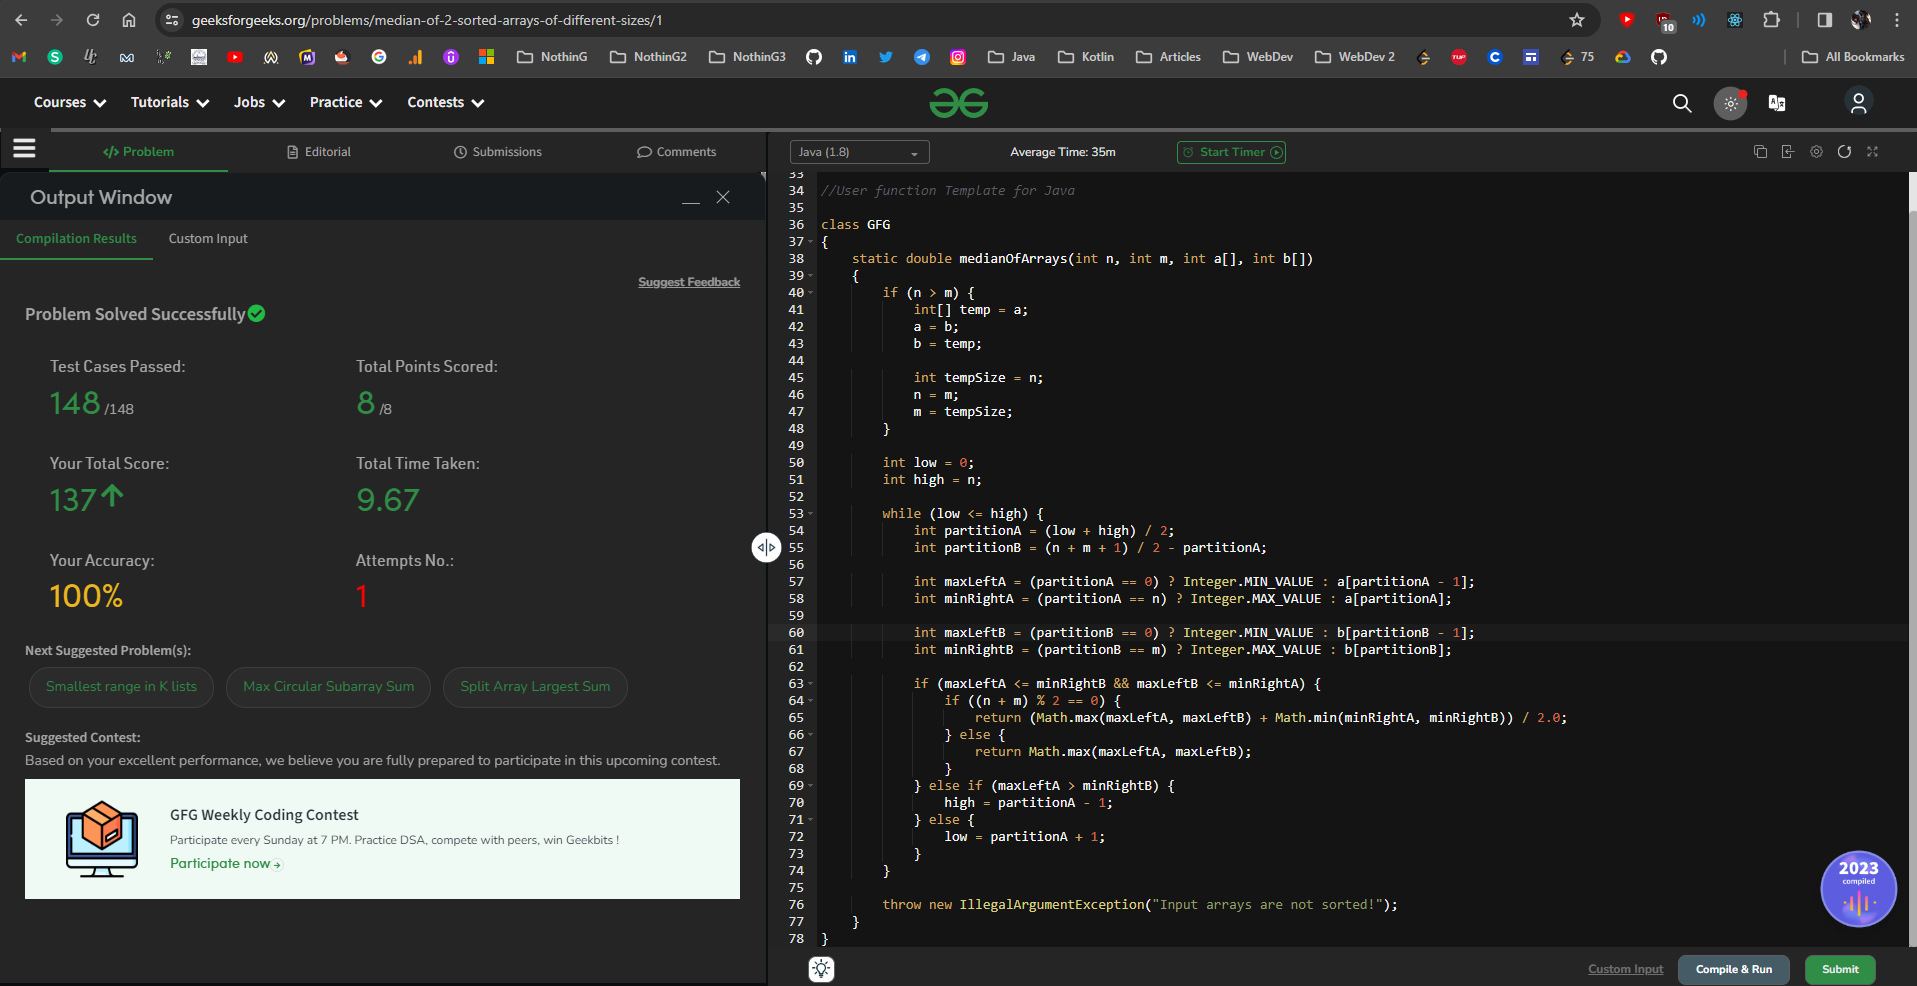 geeksforgeeks.org/problems/median-of-2-sorted-arrays-of-different-sizes/1
10
NothinG
NothinG2
NothinG3
Java
Kotlin
Articles
WebDev
WebDev 2
75
All Bookmarks
Courses
Tutorials
Jobs
Practice
Contests
</> Problem
Editorial
Submissions
Comments
Java (1.8)
Average Time: 35m
Start Timer
Output Window
Compilation Results
Custom Input
Suggest Feedback
Problem Solved Successfully
Test Cases Passed:
148 /148
Total Points Scored:
8 /8
Your Total Score:
137
Total Time Taken:
9.67
Your Accuracy:
100%
Attempts No.:
1
Next Suggested Problem(s):
Smallest range in K lists
Max Circular Subarray Sum
Split Array Largest Sum
Suggested Contest:
Based on your excellent performance, we believe you are fully prepared to participate in this upcoming contest.
GFG Weekly Coding Contest
Participate every Sunday at 7 PM. Practice DSA, compete with peers, win Geekbits !
Participate now
33
34 //User function Template for Java
35
36 class GFG
37 {
38 static double medianOfArrays(int n, int m, int a[], int b[])
39 {
40 if (n > m) {
41 int[] temp = a;
42 a = b;
43 b = temp;
44
45 int tempSize = n;
46 n = m;
47 m = tempSize;
48 }
49
50 int low = 0;
51 int high = n;
52
53 while (low <= high) {
54 int partitionA = (low + high) / 2;
55 int partitionB = (n + m + 1) / 2 - partitionA;
56
57 int maxLeftA = (partitionA == 0) ? Integer.MIN_VALUE : a[partitionA - 1];
58 int minRightA = (partitionA == n) ? Integer.MAX_VALUE : a[partitionA];
59
60 int maxLeftB = (partitionB == 0) ? Integer.MIN_VALUE : b[partitionB - 1];
61 int minRightB = (partitionB == m) ? Integer.MAX_VALUE : b[partitionB];
62
63 if (maxLeftA <= minRightB && maxLeftB <= minRightA) {
64 if ((n + m) % 2 == 0) {
65 return (Math.max(maxLeftA, maxLeftB) + Math.min(minRightA, minRightB)) / 2.0;
66 } else {
67 return Math.max(maxLeftA, maxLeftB);
68 }
69 } else if (maxLeftA > minRightB) {
70 high = partitionA - 1;
71 } else {
72 low = partitionA + 1;
73 }
74 }
75
76 throw new IllegalArgumentException("Input arrays are not sorted!");
77 }
78 }
2023
compiled
Custom Input
Compile & Run
Submit